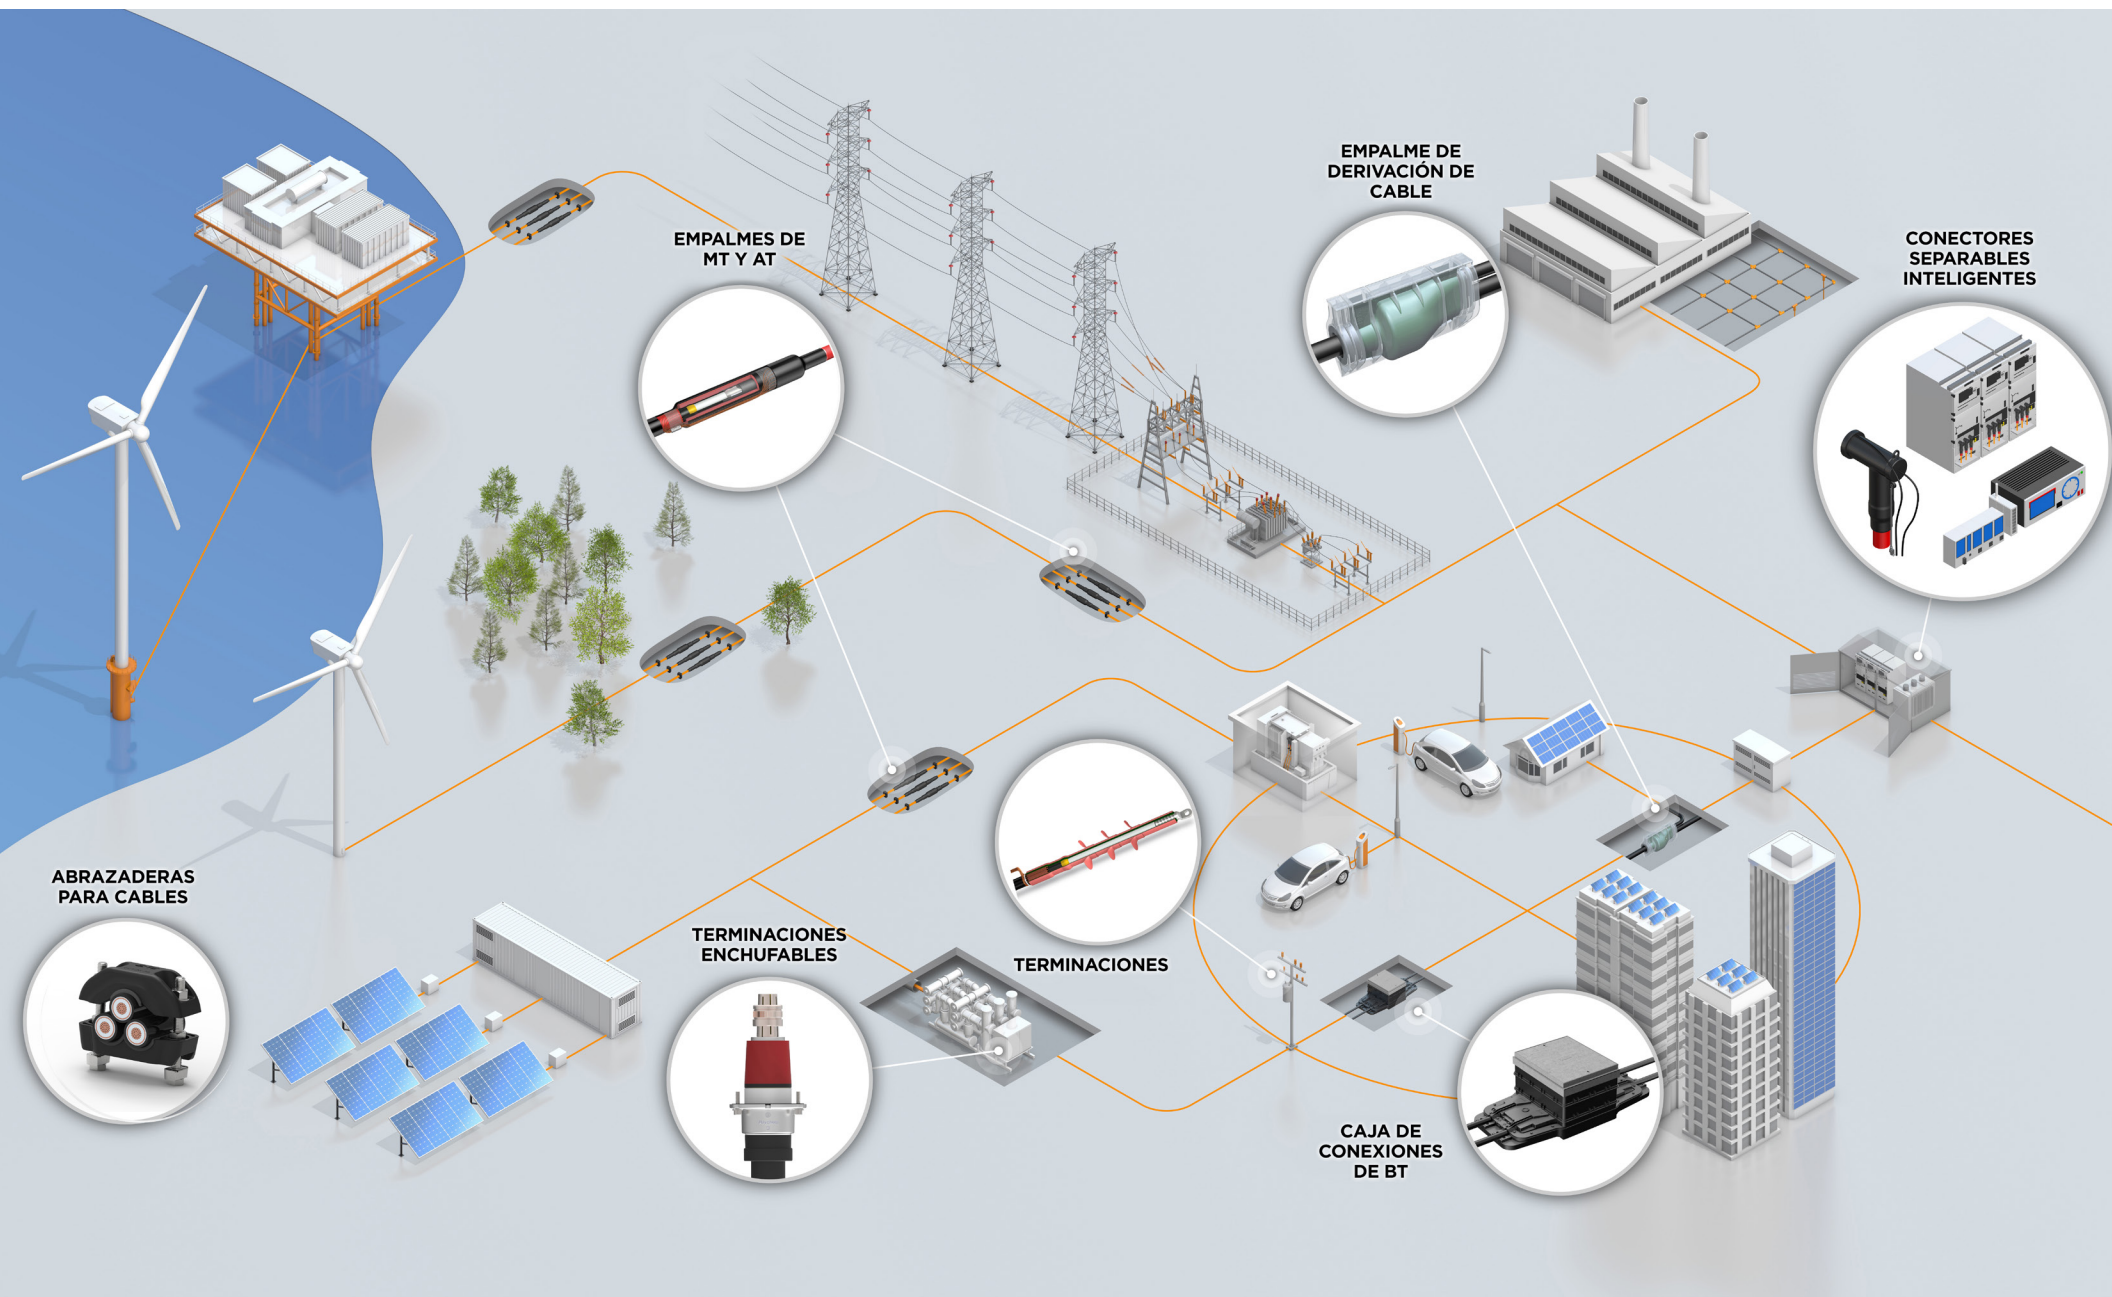 EMPALME DE
DERIVACIÓN DE
CABLE
EMPALMES DE
MT Y AT
CONECTORES
SEPARABLES
INTELIGENTES
ABRAZADERAS
PARA CABLES
TERMINACIONES
ENCHUFABLES
TERMINACIONES
CAJA DE
CONEXIONES
DE BT